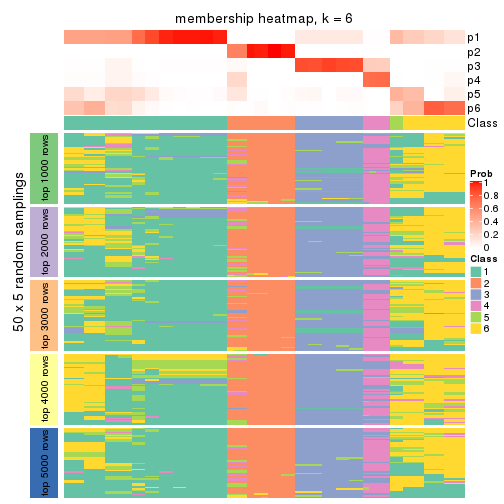 membership heatmap, k = 6
p1
p2
p3
p4
p5
p6
Class
50 x 5 random samplings
top 1000 rows
top 2000 rows
top 3000 rows
top 4000 rows
top 5000 rows
Prob
1
0.8
0.6
0.4
0.2
0
Class
1
2
3
4
5
6